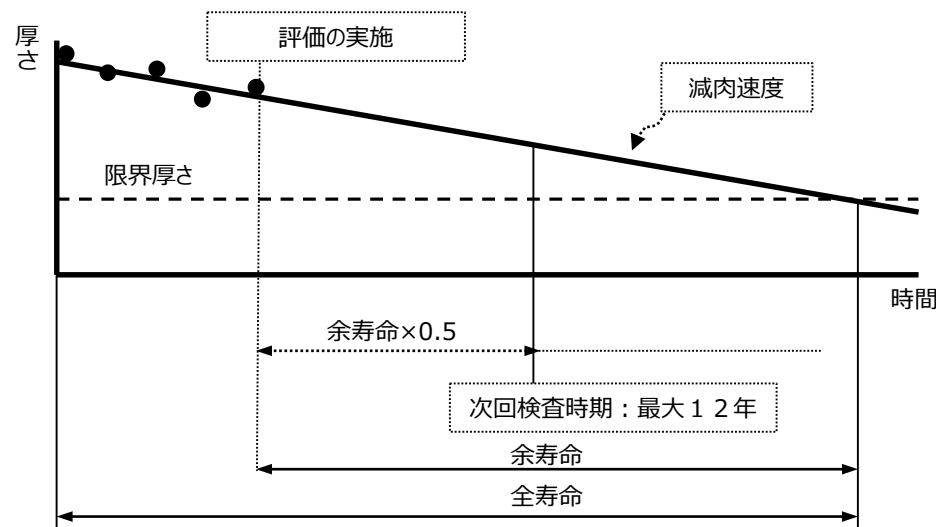 評価の実施
厚さ
減肉速度
限界厚さ
時間
余寿命×0.5
次回検査時期：最大１２年
余寿命
全寿命